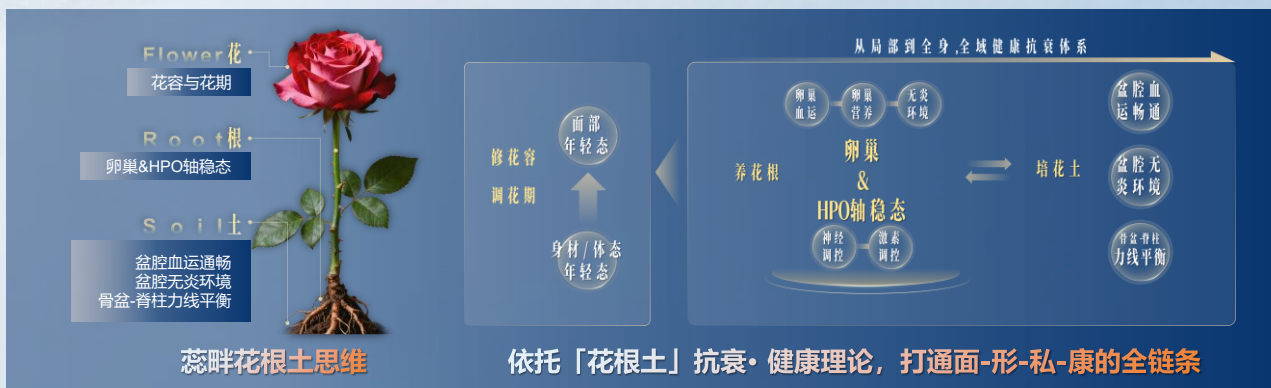 Flower花
花容与花期
Root根
卵巢&HPO轴稳态
Soil土
盆腔血运通畅
盆腔无炎环境
骨盆-脊柱力线平衡
蕊畔花根土思维
从局部到全身,全域健康抗衰体系
修花容
调花期
面部
年轻态
身材/体态
年轻态
养花根
卵巢
血运
卵巢
营养
无炎
环境
卵巢
&
HPO轴稳态
神经
调控
激素
调控
培花土
盆腔血
运畅通
盆腔无
炎环境
骨盆-脊柱
力线平衡
依托「花根土」抗衰·健康理论，打通面-形-私-康的全链条